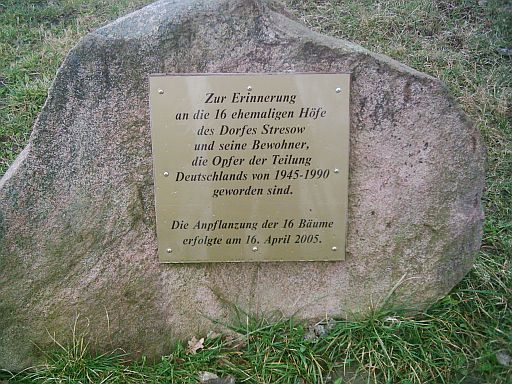 Zur Erinnerung
an die 16 ehemaligen Höfe
des Dorfes Stresow
und seine Bewohner,
die Opfer der Teilung
Deutschlands von 1945-1990
geworden sind.
Die Anpflanzung der 16 Bäume
erfolgte am 16. April 2005.